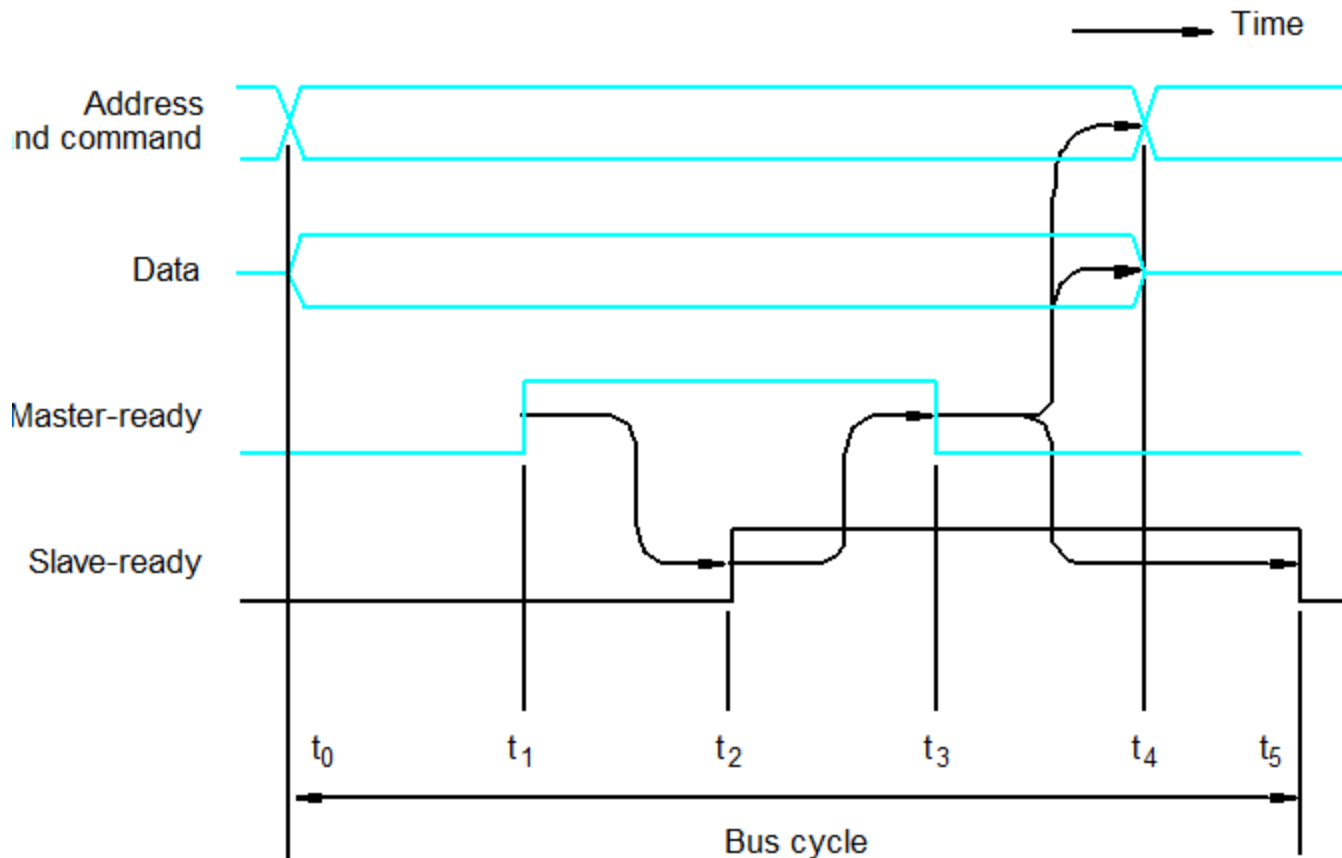 Time
Address
nd command
Data
Master-ready
Slave-ready
t0 t1 t2 t3 t4 t5
Bus cycle